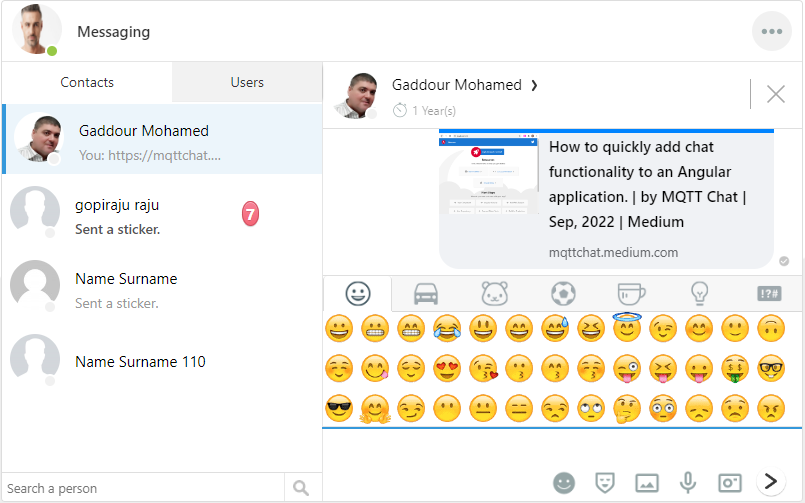 Messaging
Contacts
Users
Gaddour Mohamed
You: https://mqttchat....
gopiraju raju
Sent a sticker.
7
Name Surname
Sent a sticker.
Name Surname 110
Search a person
Gaddour Mohamed
1 Year(s)
How to quickly add chat
functionality to an Angular
application. | by MQTT Chat |
Sep, 2022 | Medium
mqttchat.medium.com
!?#